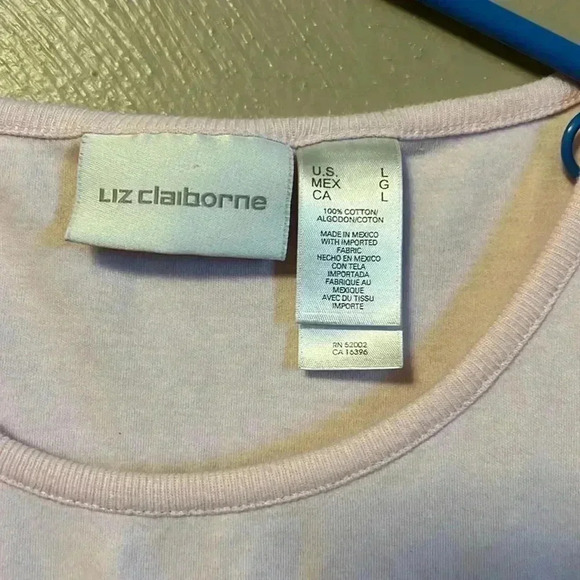 LIZ claiborne
U.S. L
MEX G
CA L
100% COTTON/
ALGODON/COTON
MADE IN MEXICO
WITH IMPORTED
FABRIC
HECHO EN MEXICO
CON TELA
IMPORTADA
FABRIQUE AU
MEXIQUE
AVEC DU TISSU
IMPORTE
RN 52002
CA 16396